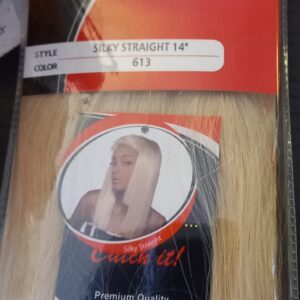 STYLE SILKY STRAIGHT 14"
COLOR 613
Silky Straight
Catch it!
Premium Quality